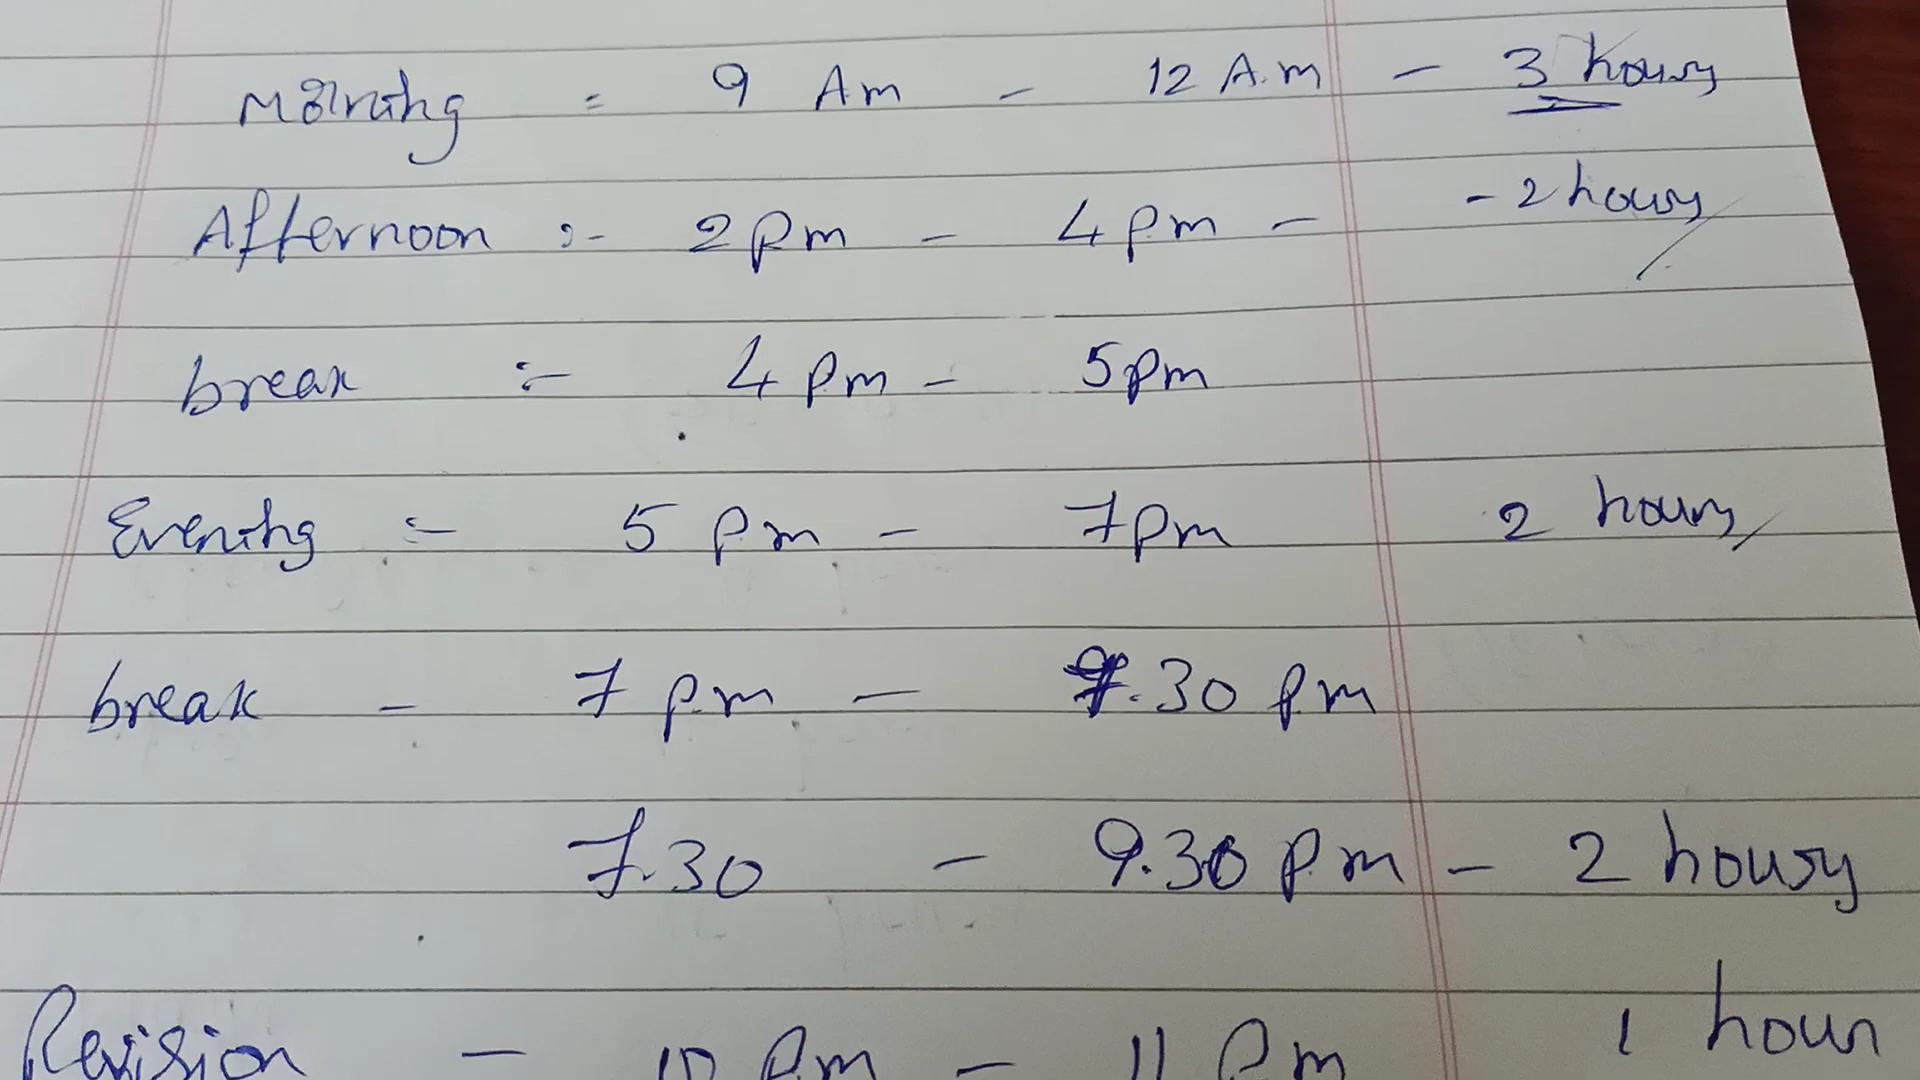 Morning = 9 Am - 12 A.m - 3 hours
Afternoon :- 2pm - 4pm - - 2 hours
break :- 4 pm - 5pm
Evening :- 5 pm - 7pm 2 hours
break - 7 pm - 7.30 pm
7.30 - 9.30 pm - 2 hours
Revision - 10 pm - 11 pm 1 hour